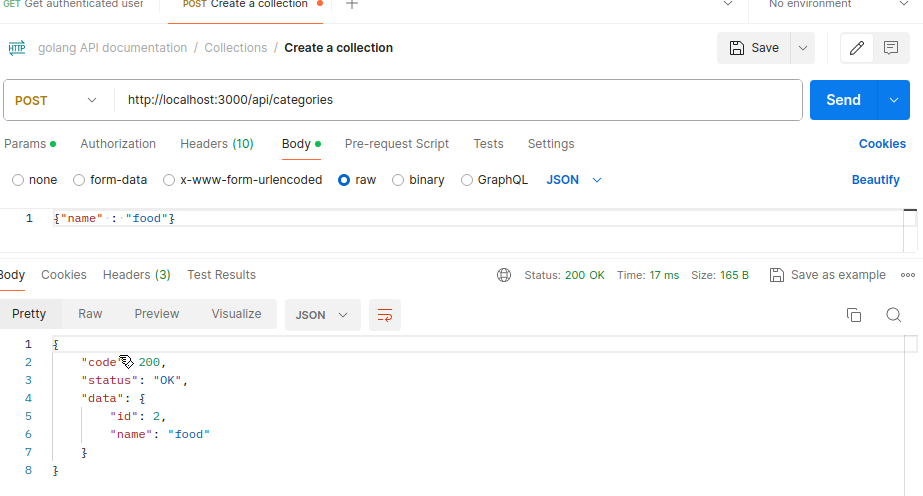 GET Get authenticated user POST Create a collection No environment
HTTP golang API documentation / Collections / Create a collection Save
POST http://localhost:3000/api/categories Send
Params Authorization Headers (10) Body Pre-request Script Tests Settings Cookies
none form-data x-www-form-urlencoded raw binary GraphQL JSON Beautify
1 {"name" : "food"}
Body Cookies Headers (3) Test Results Status: 200 OK Time: 17 ms Size: 165 B Save as example
Pretty Raw Preview Visualize JSON
1 {
2 "code": 200,
3 "status": "OK",
4 "data": {
5 "id": 2,
6 "name": "food"
7 }
8 }